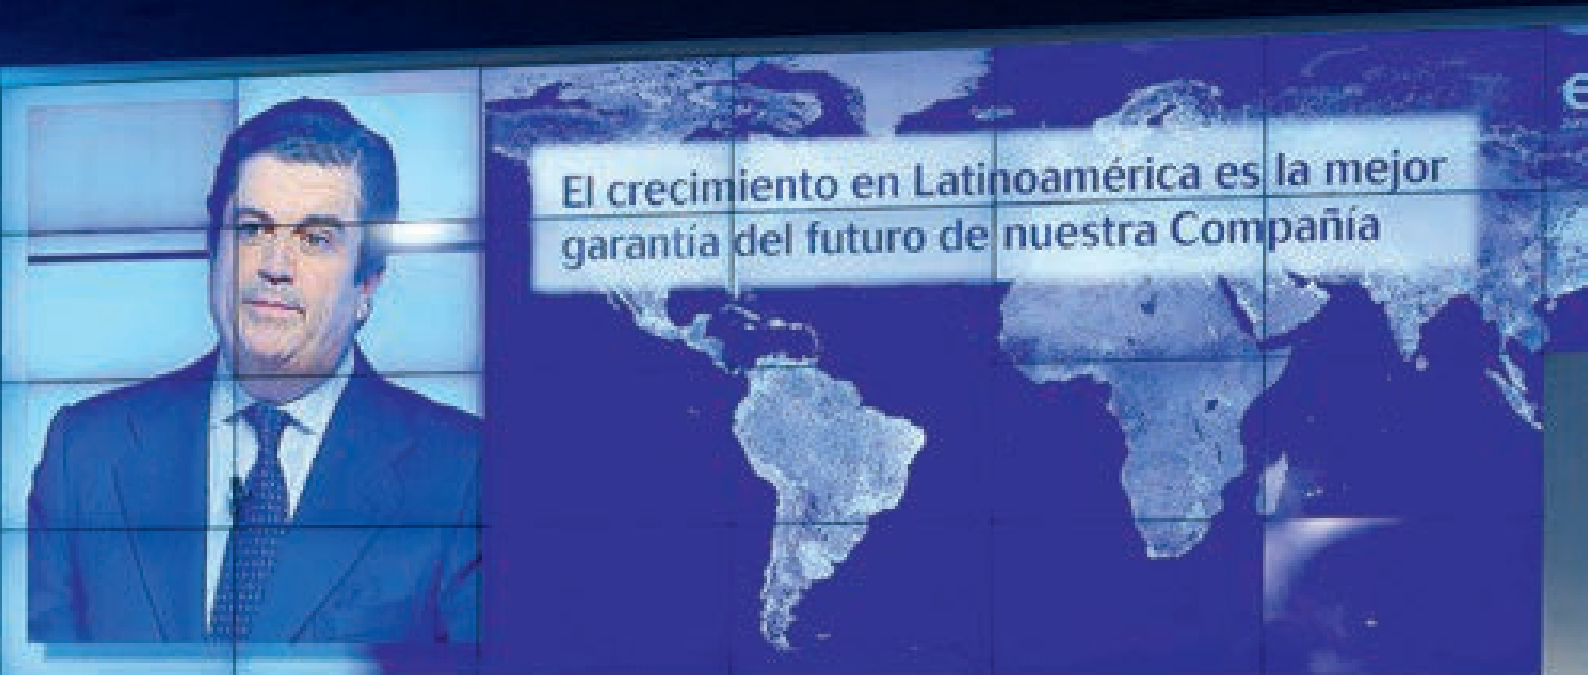 El crecimiento en Latinoamérica es la mejor
garantía del futuro de nuestra Compañía